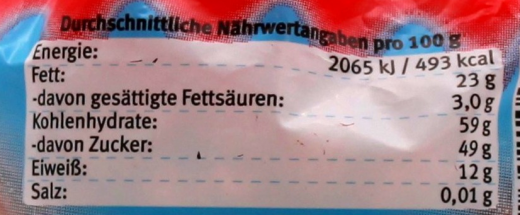 Durchschnittliche Nährwertangaben pro 100 g
Energie: 2065 kJ / 493 kcal
Fett: 23 g
-davon gesättigte Fettsäuren: 3,0 g
Kohlenhydrate: 59 g
-davon Zucker: 49 g
Eiweiß: 12 g
Salz: 0,01 g